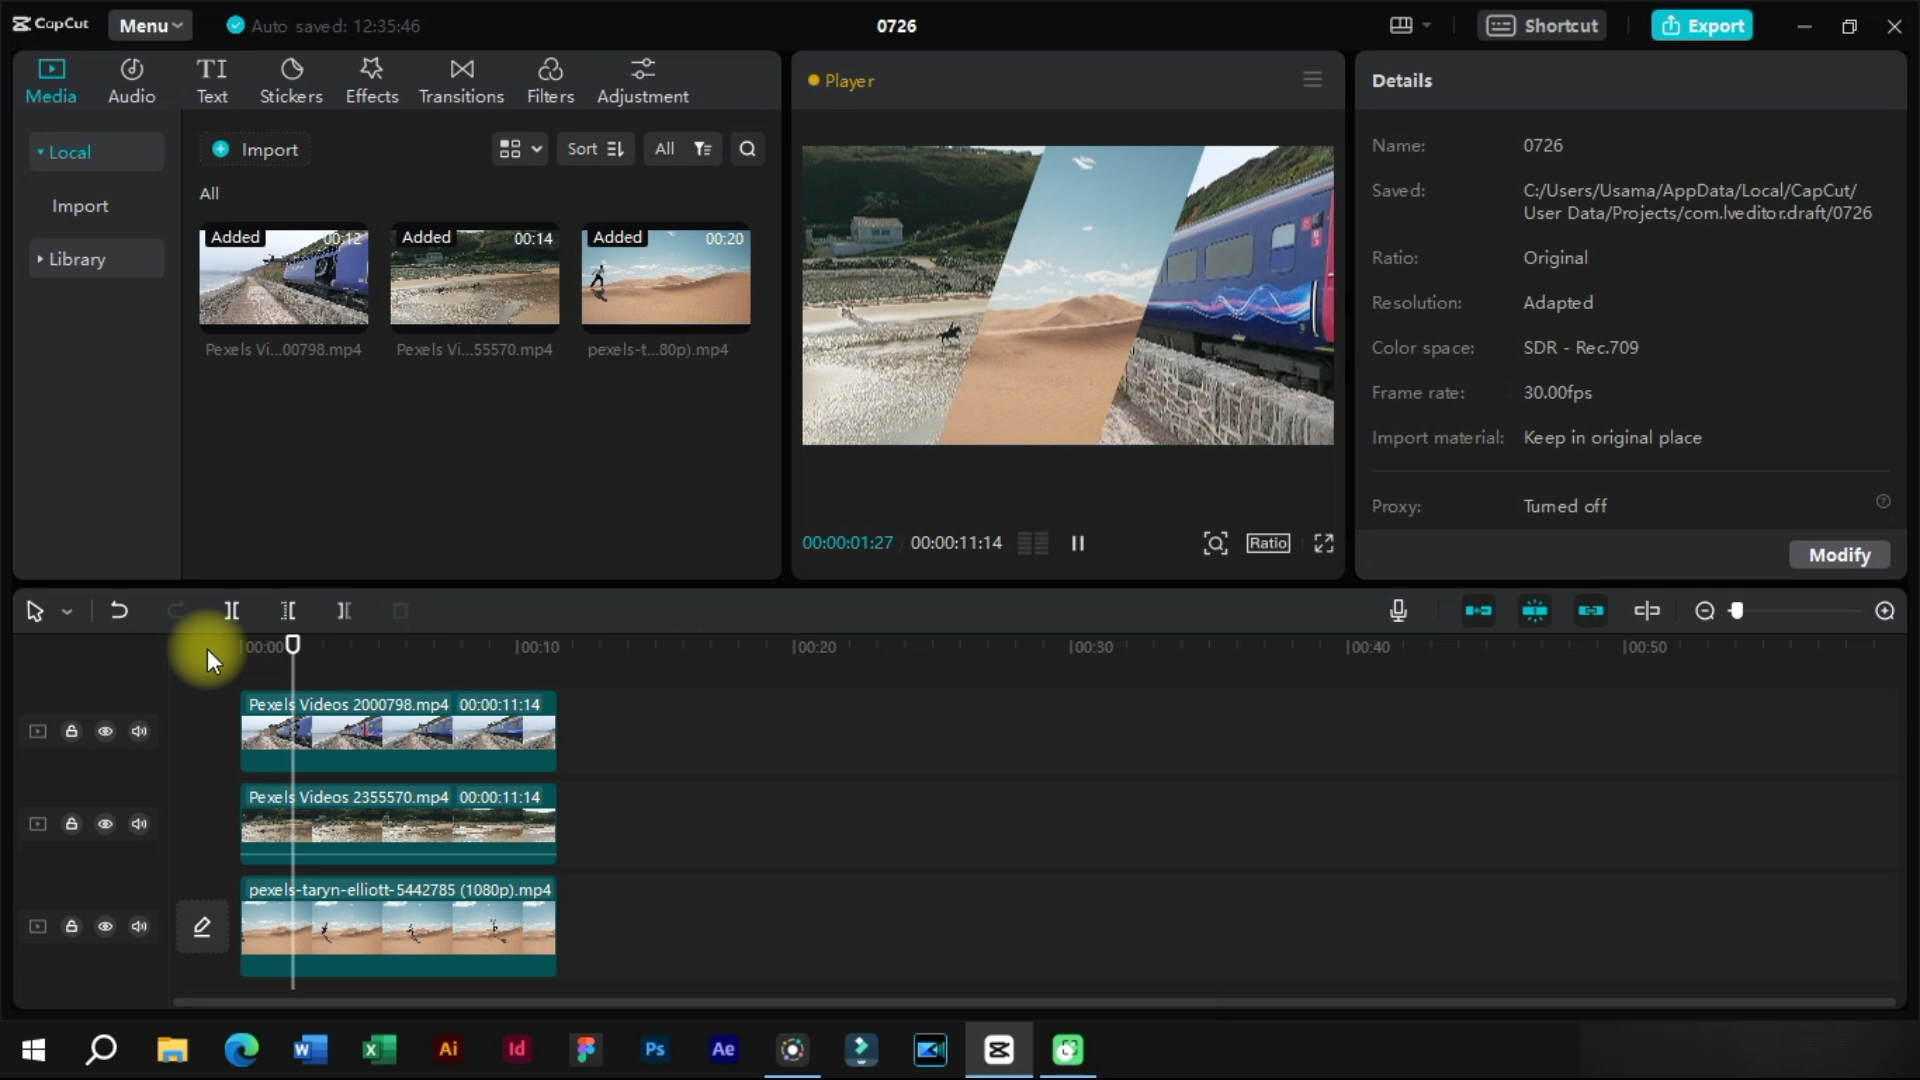 CapCut Menu Auto saved: 12:35:46 0726 Shortcut Export
Media Audio Text Stickers Effects Transitions Filters Adjustment
Player
Details
Local
Import
Library
Import Sort All
All
Added 00:12 Added 00:14 Added 00:20
Pexels Vi...00798.mp4 Pexels Vi...55570.mp4 pexels-t...80p).mp4
00:00:01:27 / 00:00:11:14 Ratio
Name: 0726
Saved: C:/Users/Usama/AppData/Local/CapCut/
User Data/Projects/com.lveditor.draft/0726
Ratio: Original
Resolution: Adapted
Color space: SDR - Rec.709
Frame rate: 30.00fps
Import material: Keep in original place
Proxy: Turned off
Modify
00:00 00:10 00:20 00:30 00:40 00:50
Pexels Videos 2000798.mp4 00:00:11:14
Pexels Videos 2355570.mp4 00:00:11:14
pexels-taryn-elliott-5442785 (1080p).mp4
W X Ai Id Ps Ae